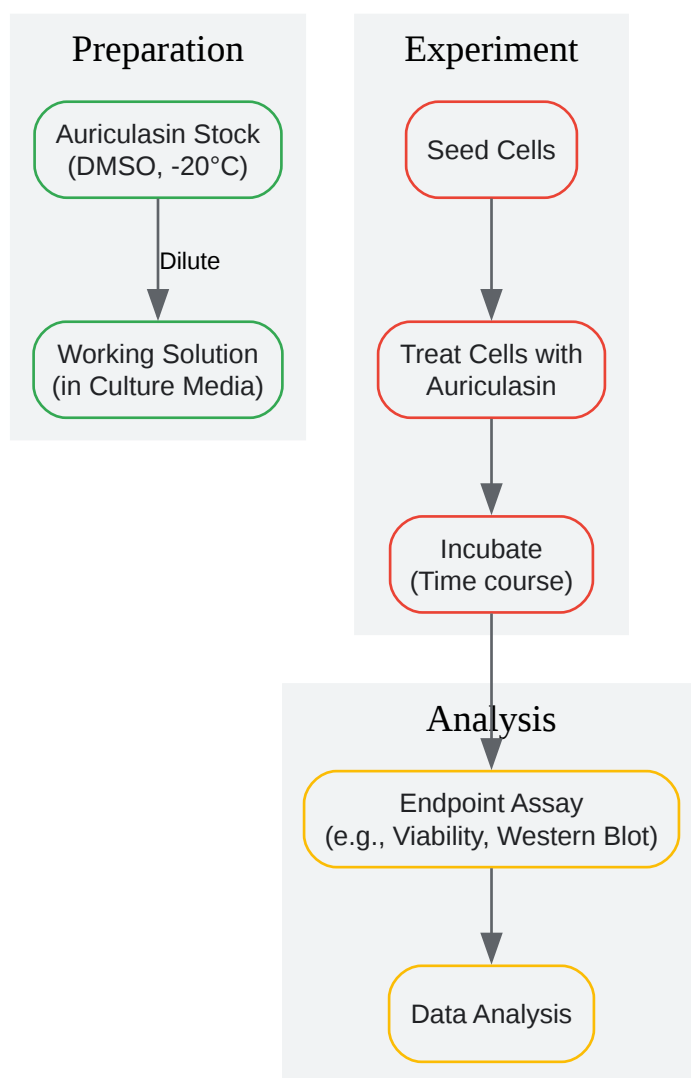 Preparation
Auriculasin Stock
(DMSO, -20°C)
Dilute
Working Solution
(in Culture Media)
Experiment
Seed Cells
Treat Cells with
Auriculasin
Incubate
(Time course)
Analysis
Endpoint Assay
(e.g., Viability, Western Blot)
Data Analysis